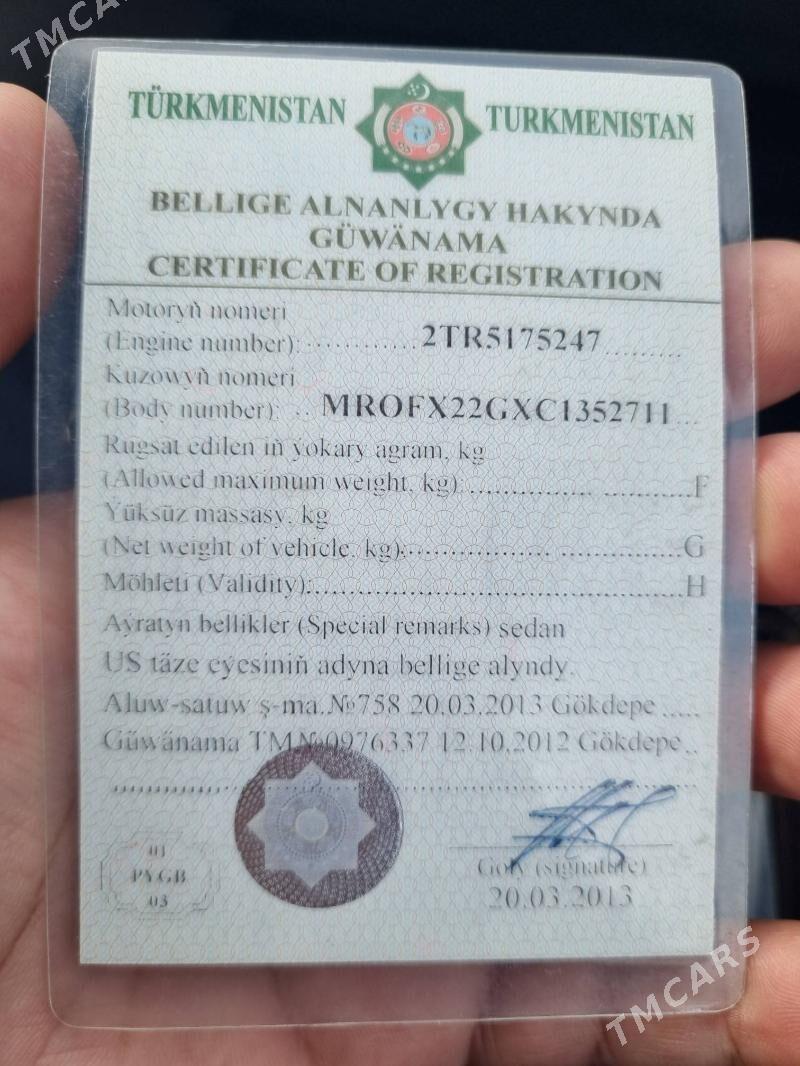 TMCARS
TÜRKMENISTAN TURKMENISTAN
BELLIGE ALNANLYGY HAKYNDA
GÜWÄNAMA
CERTIFICATE OF REGISTRATION
Motoryň nomeri
(Engine number): 2TR5175247
Kuzowyň nomeri
(Body number): MROFX22GXC1352711
Rugsat edilen iň ýokary agram, kg
(Allowed maximum weight, kg) F
Ýüksüz massasy, kg
(Net weight of vehicle, kg): G
Möhleti (Validity): H
Aýratyn bellikler (Special remarks) sedan
US täze eýesiniň adyna bellige alyndy.
Aluw-satuw ş-ma.№758 20.03.2013 Gökdepe
Güwänama TM№0976337 12.10.2012 Gökdepe
01
PYGB
03
Goly (signature)
20.03.2013
TMCARS